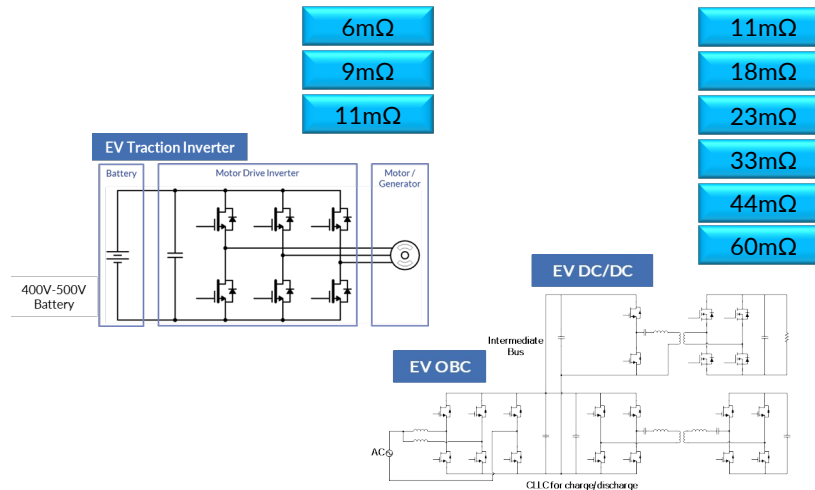 6mΩ
9mΩ
11mΩ
11mΩ
18mΩ
23mΩ
33mΩ
44mΩ
60mΩ
EV Traction Inverter
Battery
Motor Drive Inverter
Motor /
Generator
400V-500V
Battery
EV DC/DC
Intermediate
Bus
EV OBC
AC
CLLC for charge/discharge